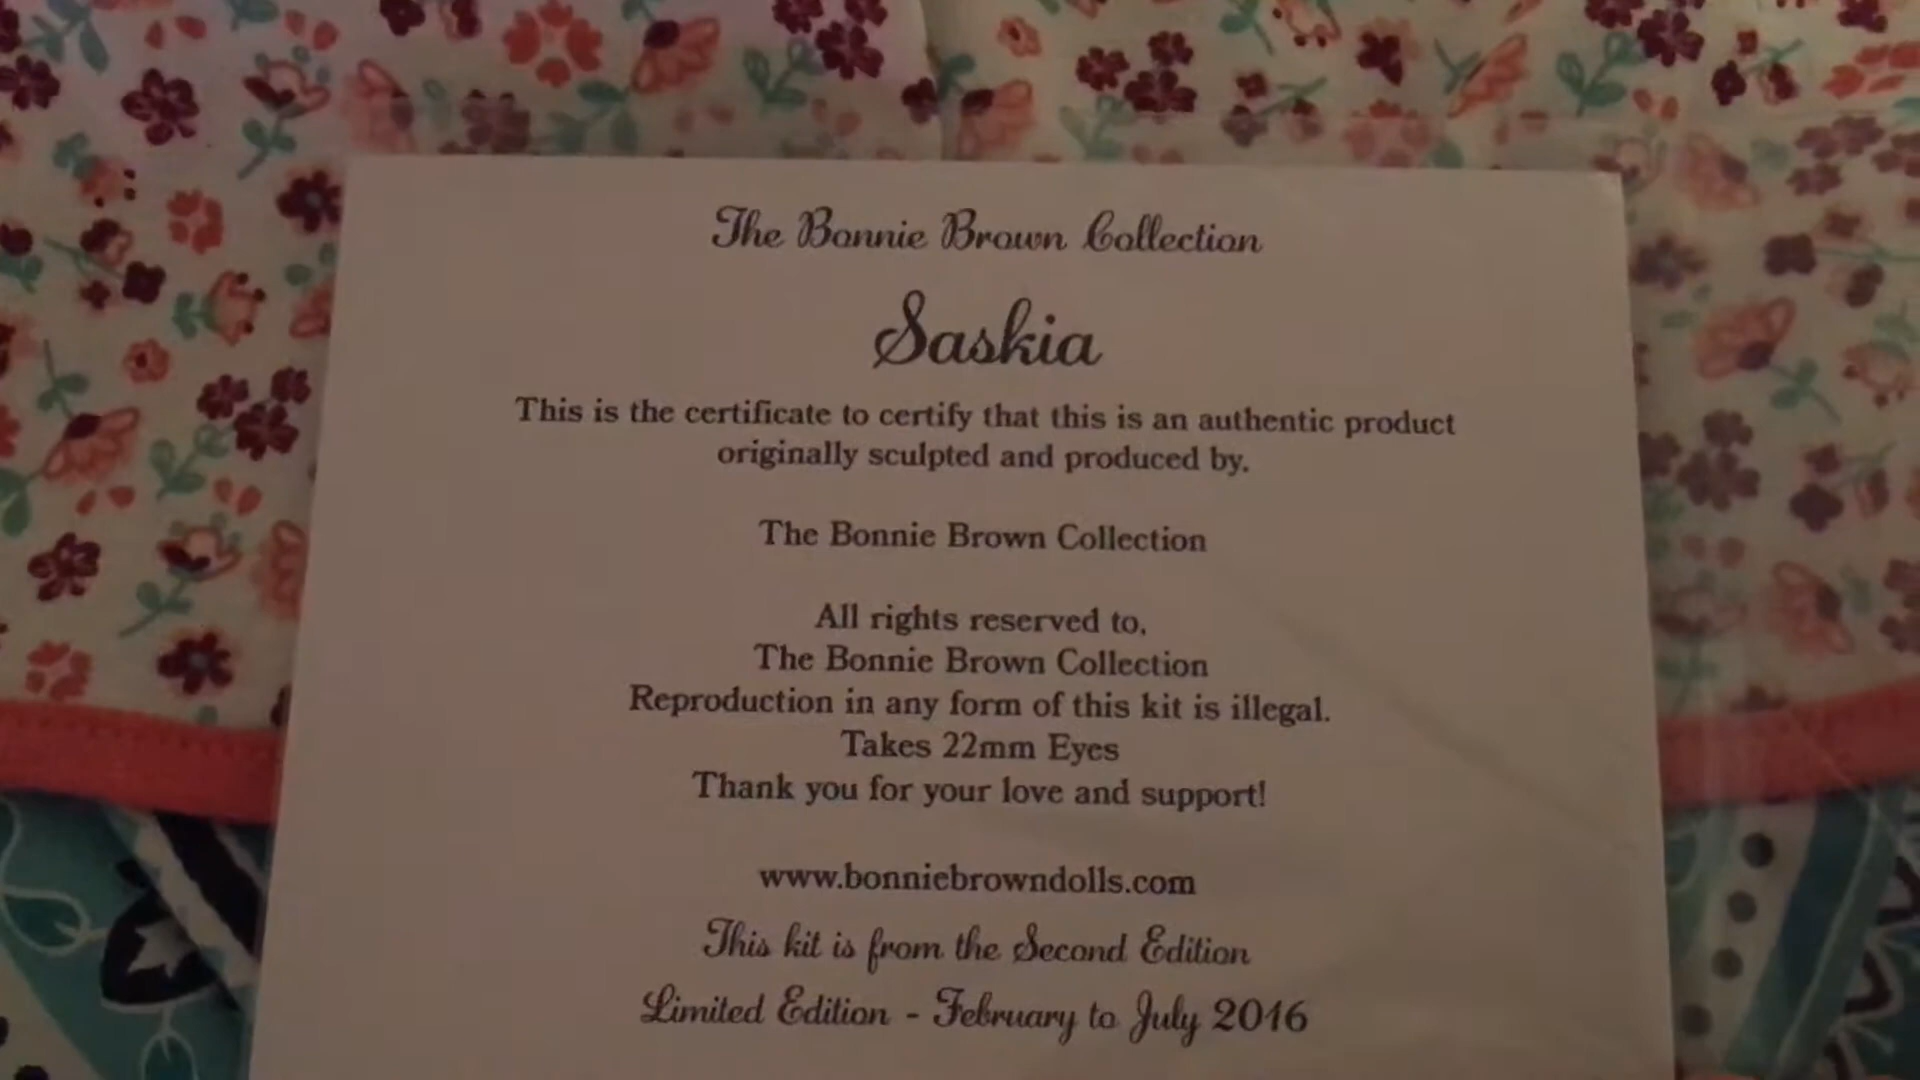 The Bonnie Brown Collection
Saskia
This is the certificate to certify that this is an authentic product
originally sculpted and produced by.
The Bonnie Brown Collection
All rights reserved to,
The Bonnie Brown Collection
Reproduction in any form of this kit is illegal.
Takes 22mm Eyes
Thank you for your love and support!
www.bonniebrowndolls.com
This kit is from the Second Edition
Limited Edition - February to July 2016